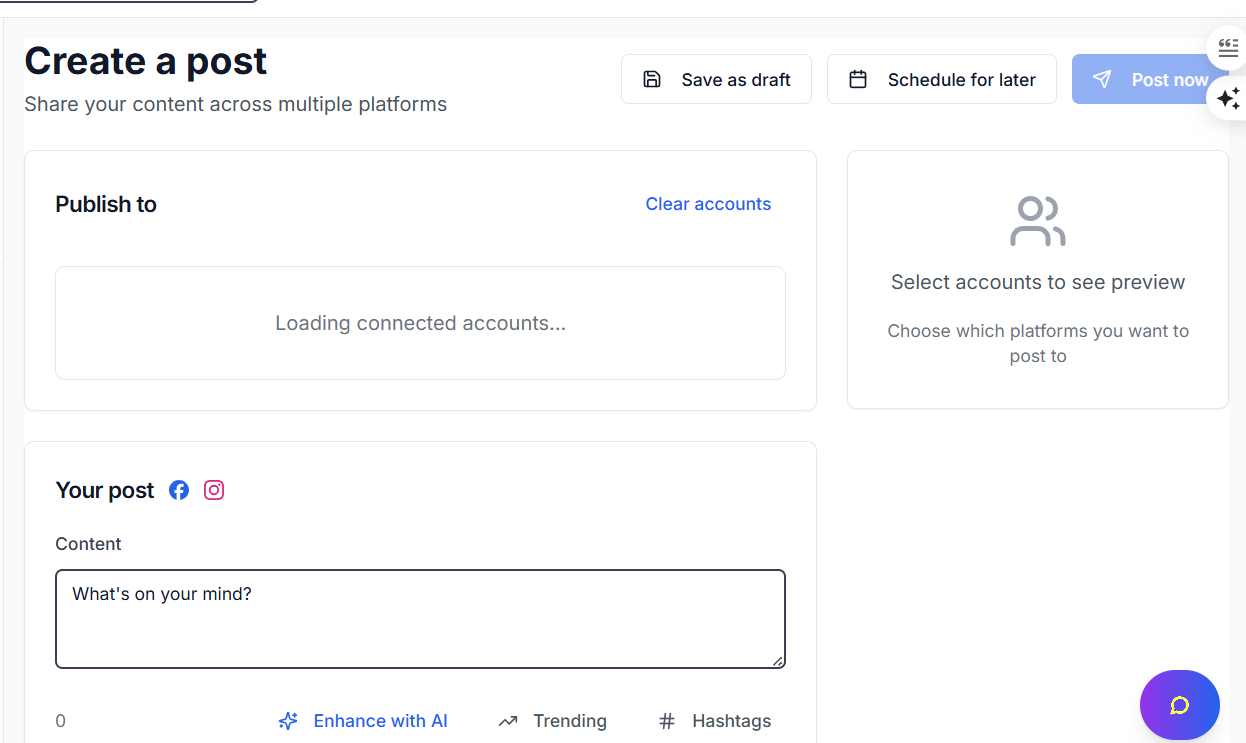 Create a post
Share your content across multiple platforms
Save as draft
Schedule for later
Post now
Publish to
Clear accounts
Loading connected accounts...
Select accounts to see preview
Choose which platforms you want to
post to
Your post
Content
What's on your mind?
0
Enhance with AI
Trending
Hashtags